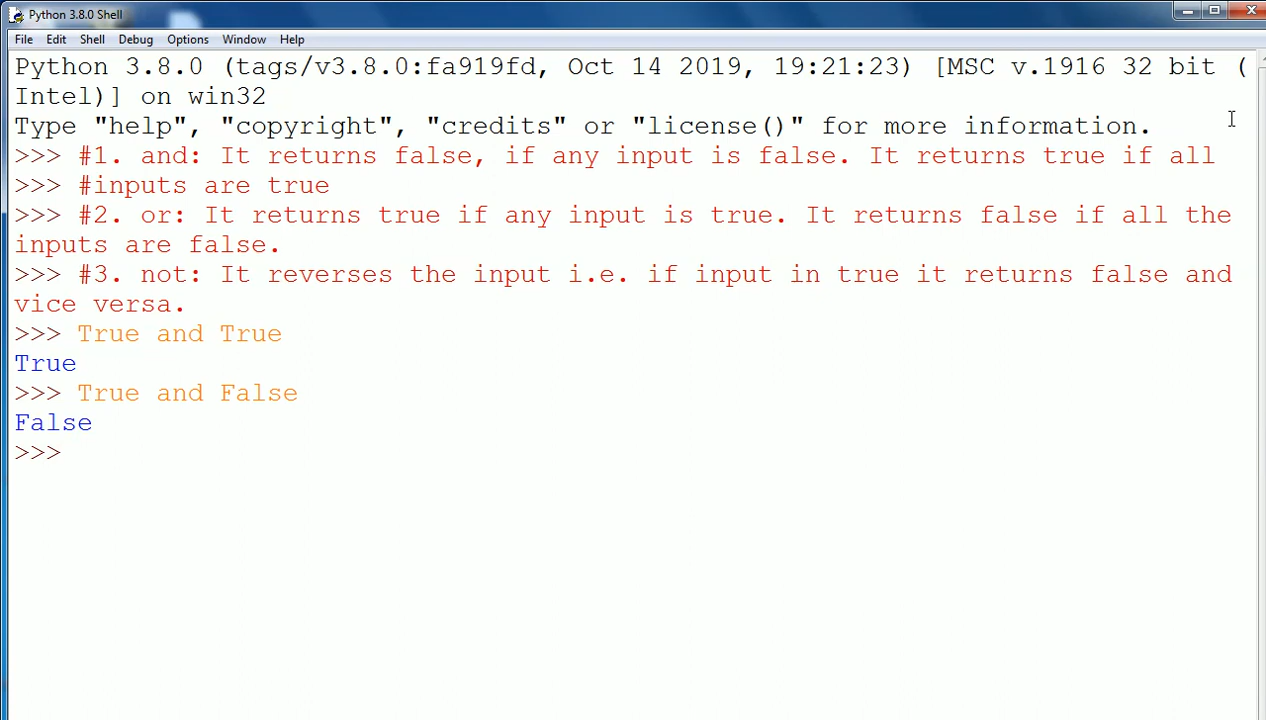 Python 3.8.0 Shell
File Edit Shell Debug Options Window Help
Python 3.8.0 (tags/v3.8.0:fa919fd, Oct 14 2019, 19:21:23) [MSC v.1916 32 bit (
Intel)] on win32
Type "help", "copyright", "credits" or "license()" for more information.
>>> #1. and: It returns false, if any input is false. It returns true if all
>>> #inputs are true
>>> #2. or: It returns true if any input is true. It returns false if all the
inputs are false.
>>> #3. not: It reverses the input i.e. if input in true it returns false and
vice versa.
>>> True and True
True
>>> True and False
False
>>>